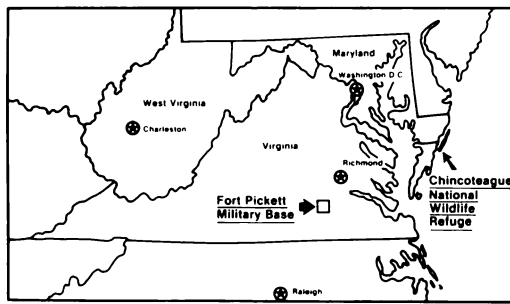 Maryland
Washington D C
West Virginia
Charleston
Virginia
Richmond
Chincoteague
National
Wildlife
Refuge
Fort Pickett
Military Base
Raleigh